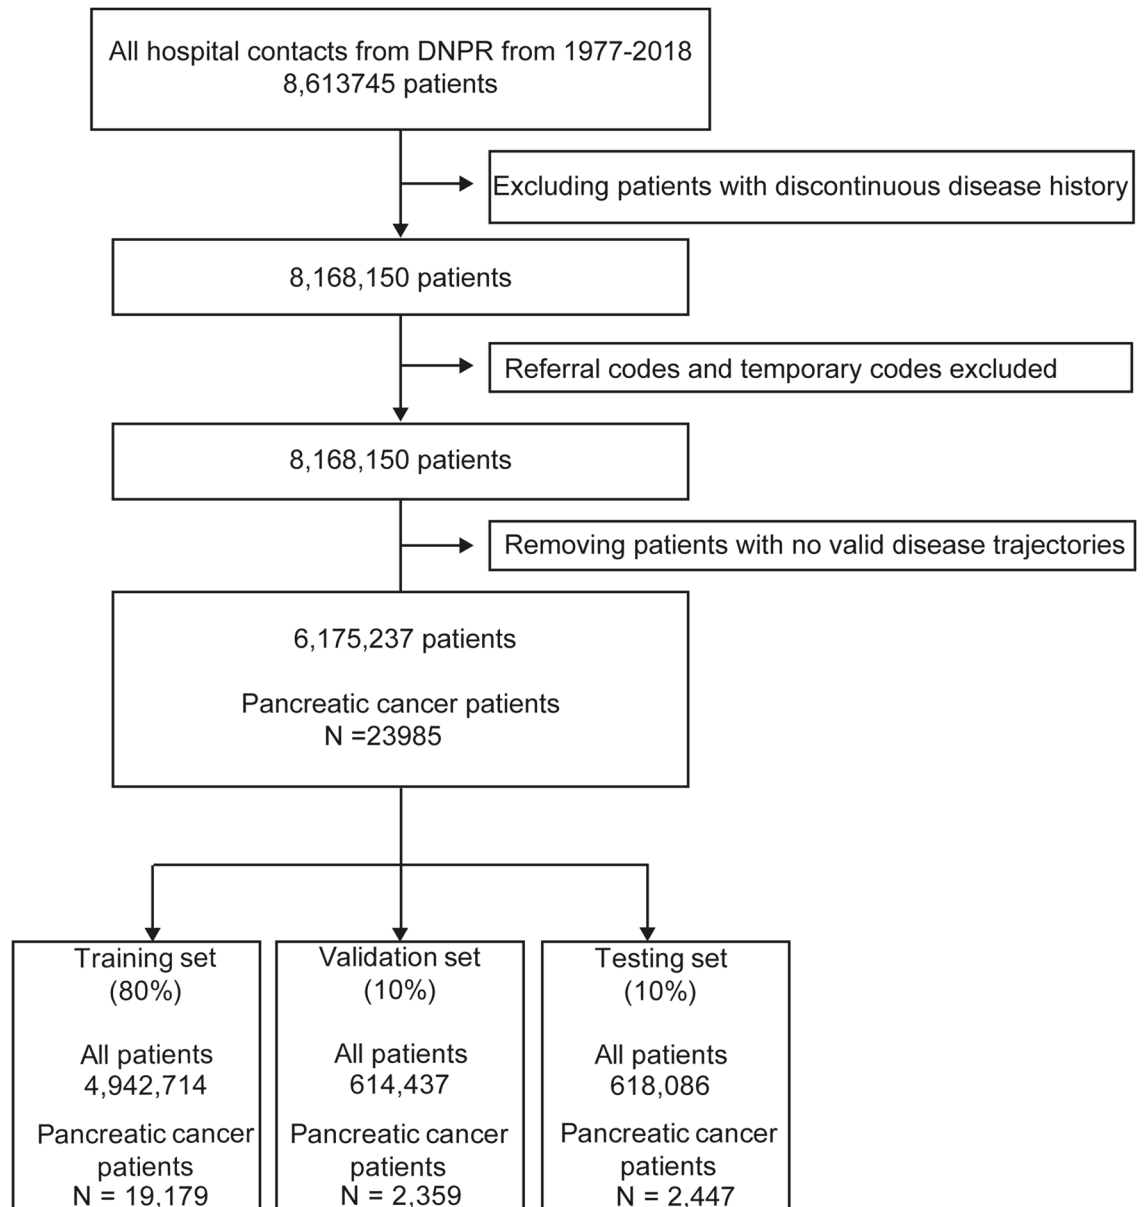 All hospital contacts from DNPR from 1977-2018
8,613745 patients
Excluding patients with discontinuous disease history
8,168,150 patients
Referral codes and temporary codes excluded
8,168,150 patients
Removing patients with no valid disease trajectories
6,175,237 patients
Pancreatic cancer patients
N =23985
Training set
(80%)
All patients
4,942,714
Pancreatic cancer
patients
N = 19,179
Validation set
(10%)
All patients
614,437
Pancreatic cancer
patients
N = 2,359
Testing set
(10%)
All patients
618,086
Pancreatic cancer
patients
N = 2,447